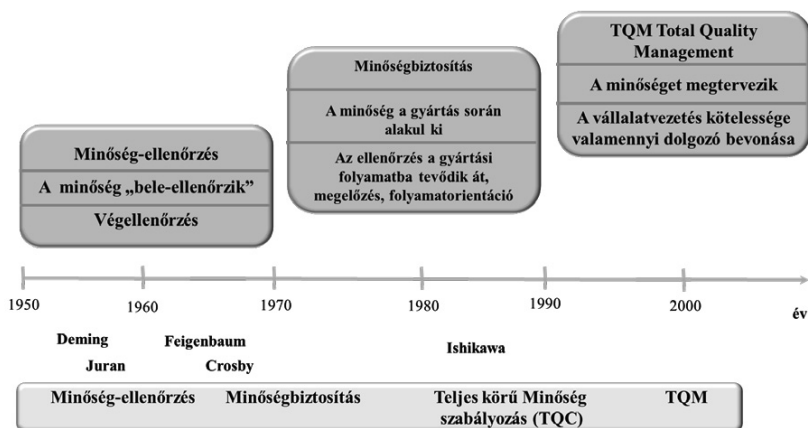 TQM Total Quality
Management
A minőséget megtervezik
A vállalatvezetés kötelessége
valamennyi dolgozó bevonása
Minőségbiztosítás
A minőség a gyártás során
alakul ki
Az ellenőrzés a gyártási
folyamatba tevődik át,
megelőzés, folyamatorientáció
Minőség-ellenőrzés
A minőség „bele-ellenőrzik”
Végellenőrzés
1950 1960 1970 1980 1990 2000 év
Deming Feigenbaum Ishikawa
Juran Crosby
Minőség-ellenőrzés Minőségbiztosítás Teljes körű Minőség TQM
szabályozás (TQC)